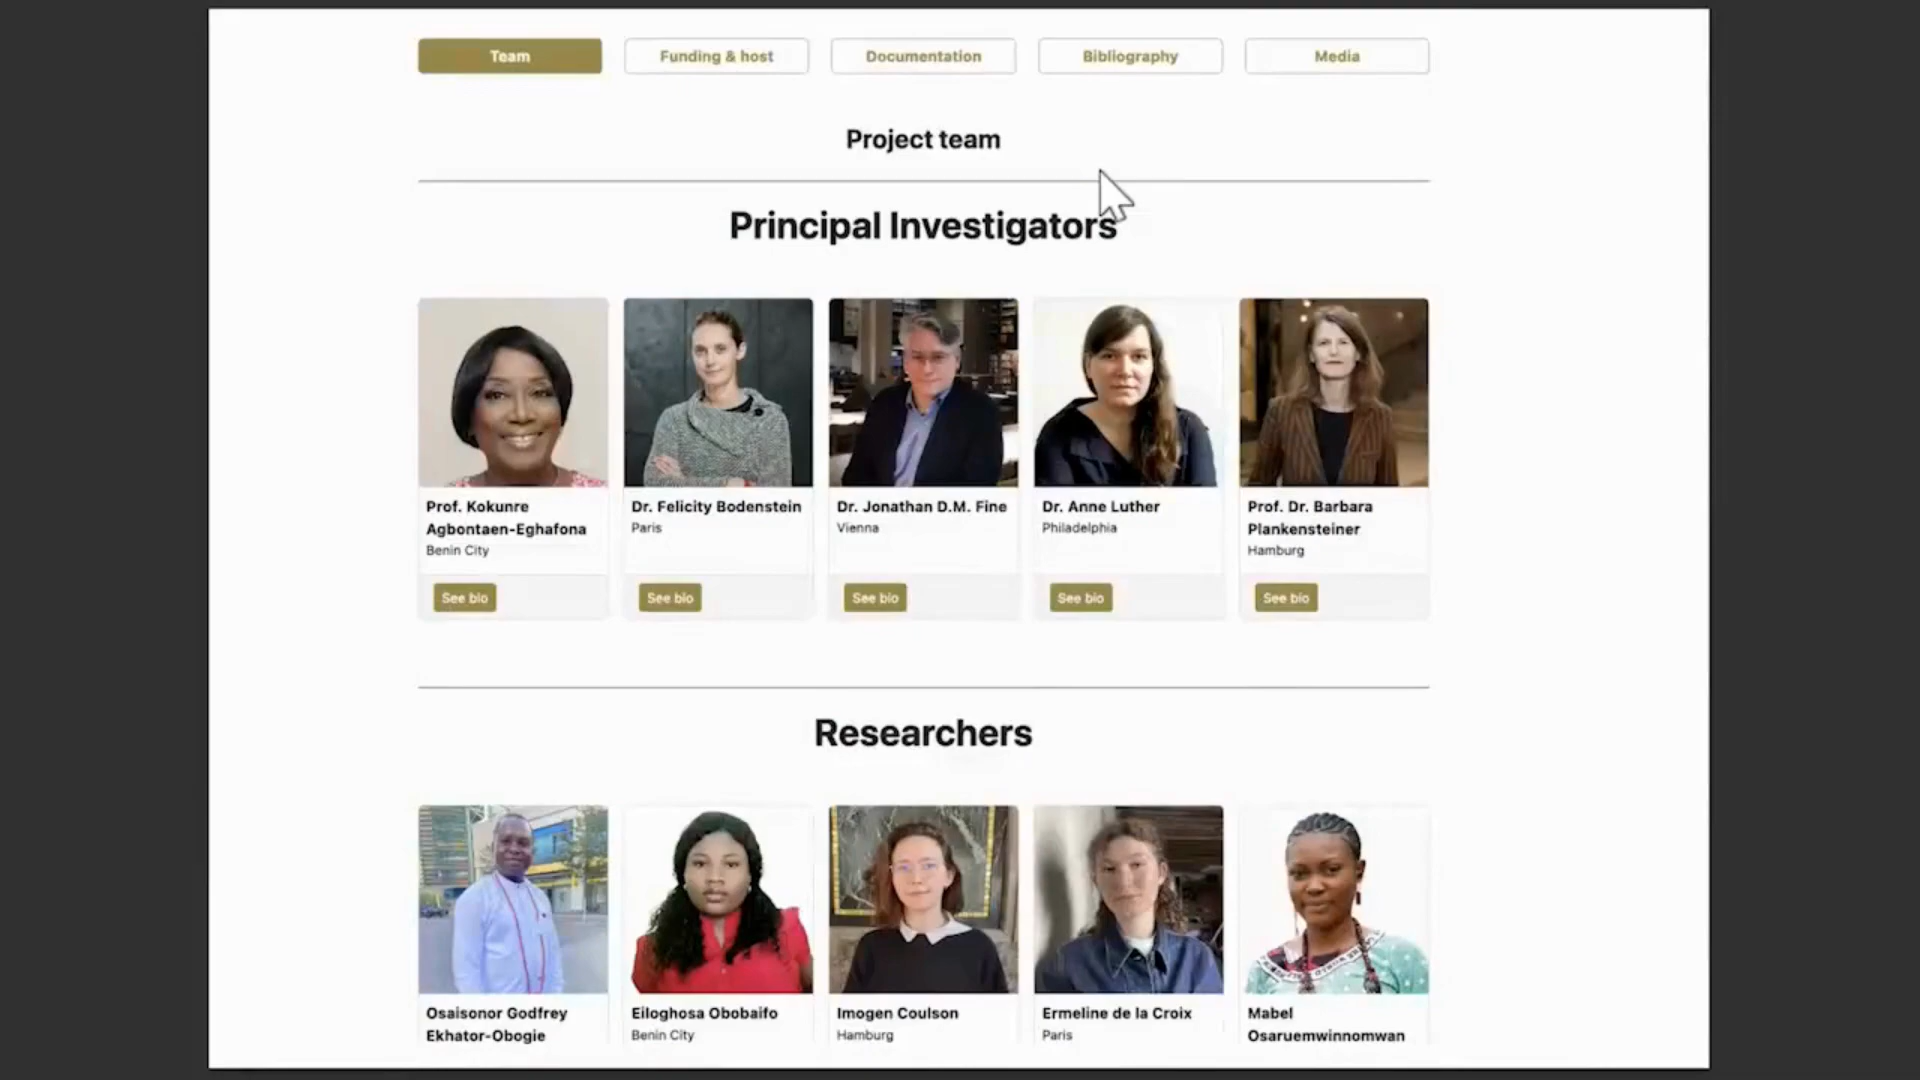 Team
Funding & host
Documentation
Bibliography
Media
Project team
Principal Investigators
Prof. Kokunre
Agbontaen-Eghafona
Benin City
See bio
Dr. Felicity Bodenstein
Paris
See bio
Dr. Jonathan D.M. Fine
Vienna
See bio
Dr. Anne Luther
Philadelphia
See bio
Prof. Dr. Barbara
Plankensteiner
Hamburg
See bio
Researchers
Osaisonor Godfrey
Ekhator-Obogie
Eiloghosa Obobaifo
Benin City
Imogen Coulson
Hamburg
Ermeline de la Croix
Paris
Mabel
Osaruemwinnomwan